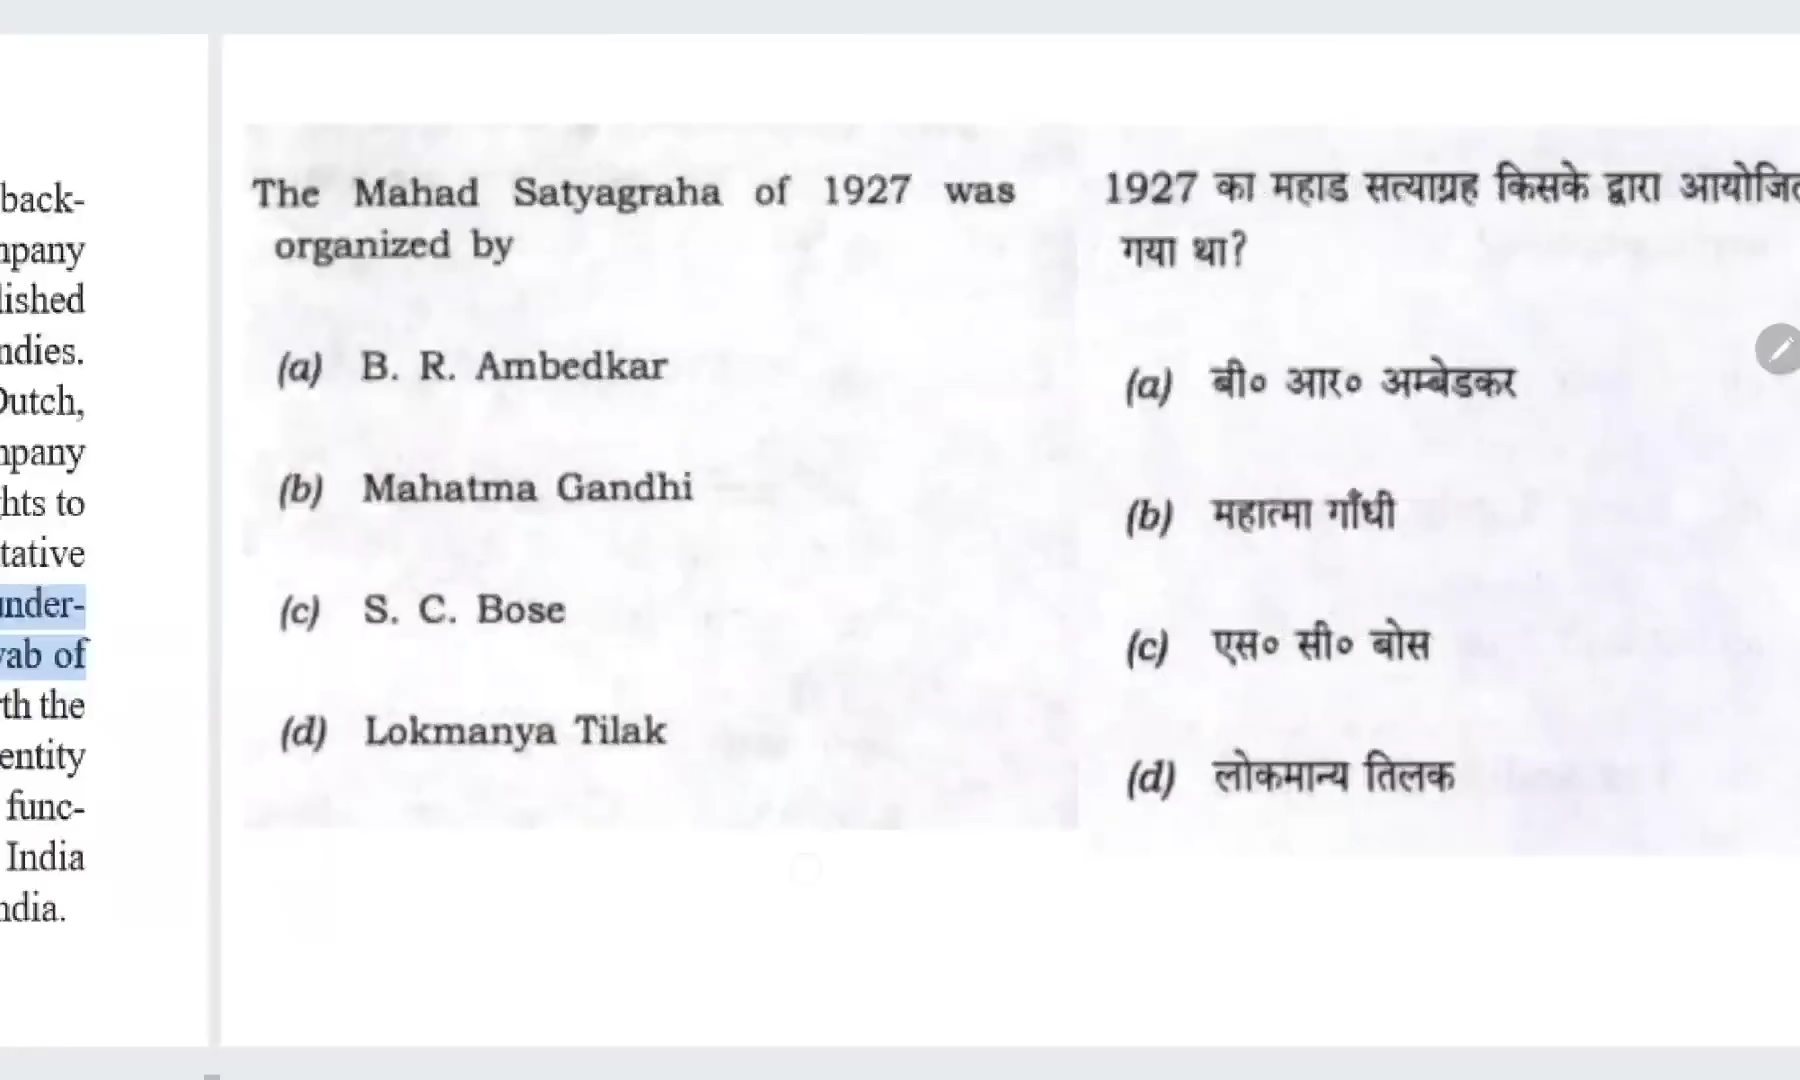 back-
mpany
lished
ndies.
Dutch,
mpany
hts to
tative
under-
vab of
th the
entity
func-
India
ndia.
The Mahad Satyagraha of 1927 was
organized by
(a) B. R. Ambedkar
(b) Mahatma Gandhi
(c) S. C. Bose
(d) Lokmanya Tilak
1927 का महाड सत्याग्रह किसके द्वारा आयोजित
गया था?
(a) बी० आर० अम्बेडकर
(b) महात्मा गाँधी
(c) एस० सी० बोस
(d) लोकमान्य तिलक